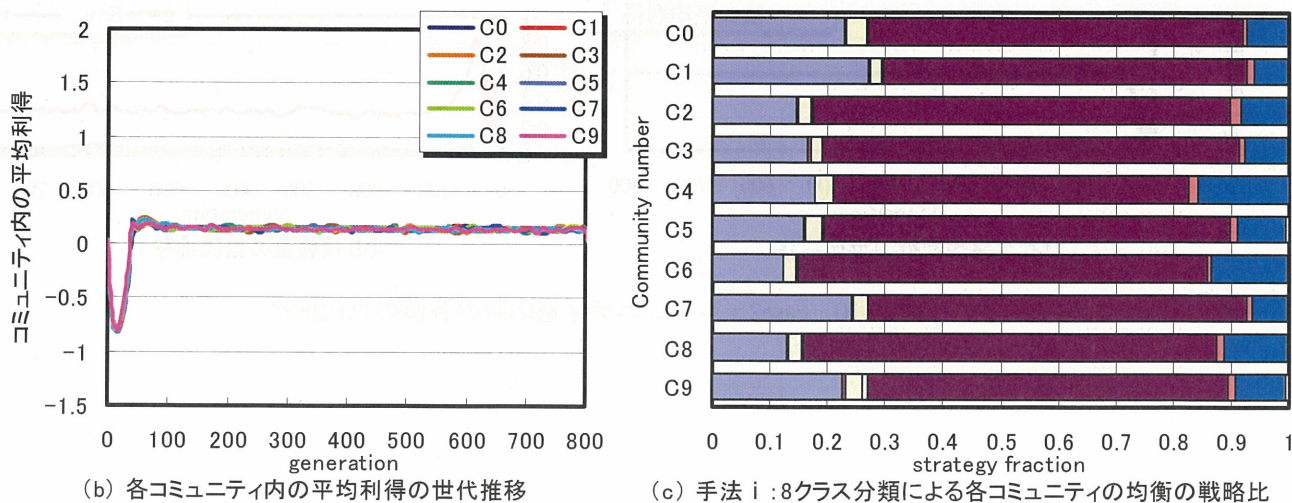 コミュニティ内の平均利得
2
1.5
1
0.5
0
−0.5
−1
−1.5
C0 C1
C2 C3
C4 C5
C6 C7
C8 C9
0 100 200 300 400 500 600 700 800
generation
(b) 各コミュニティ内の平均利得の世代推移
Community number
C0
C1
C2
C3
C4
C5
C6
C7
C8
C9
0 0.1 0.2 0.3 0.4 0.5 0.6 0.7 0.8 0.9 1
strategy fraction
(c) 手法ⅰ:8クラス分類による各コミュニティの均衡の戦略比